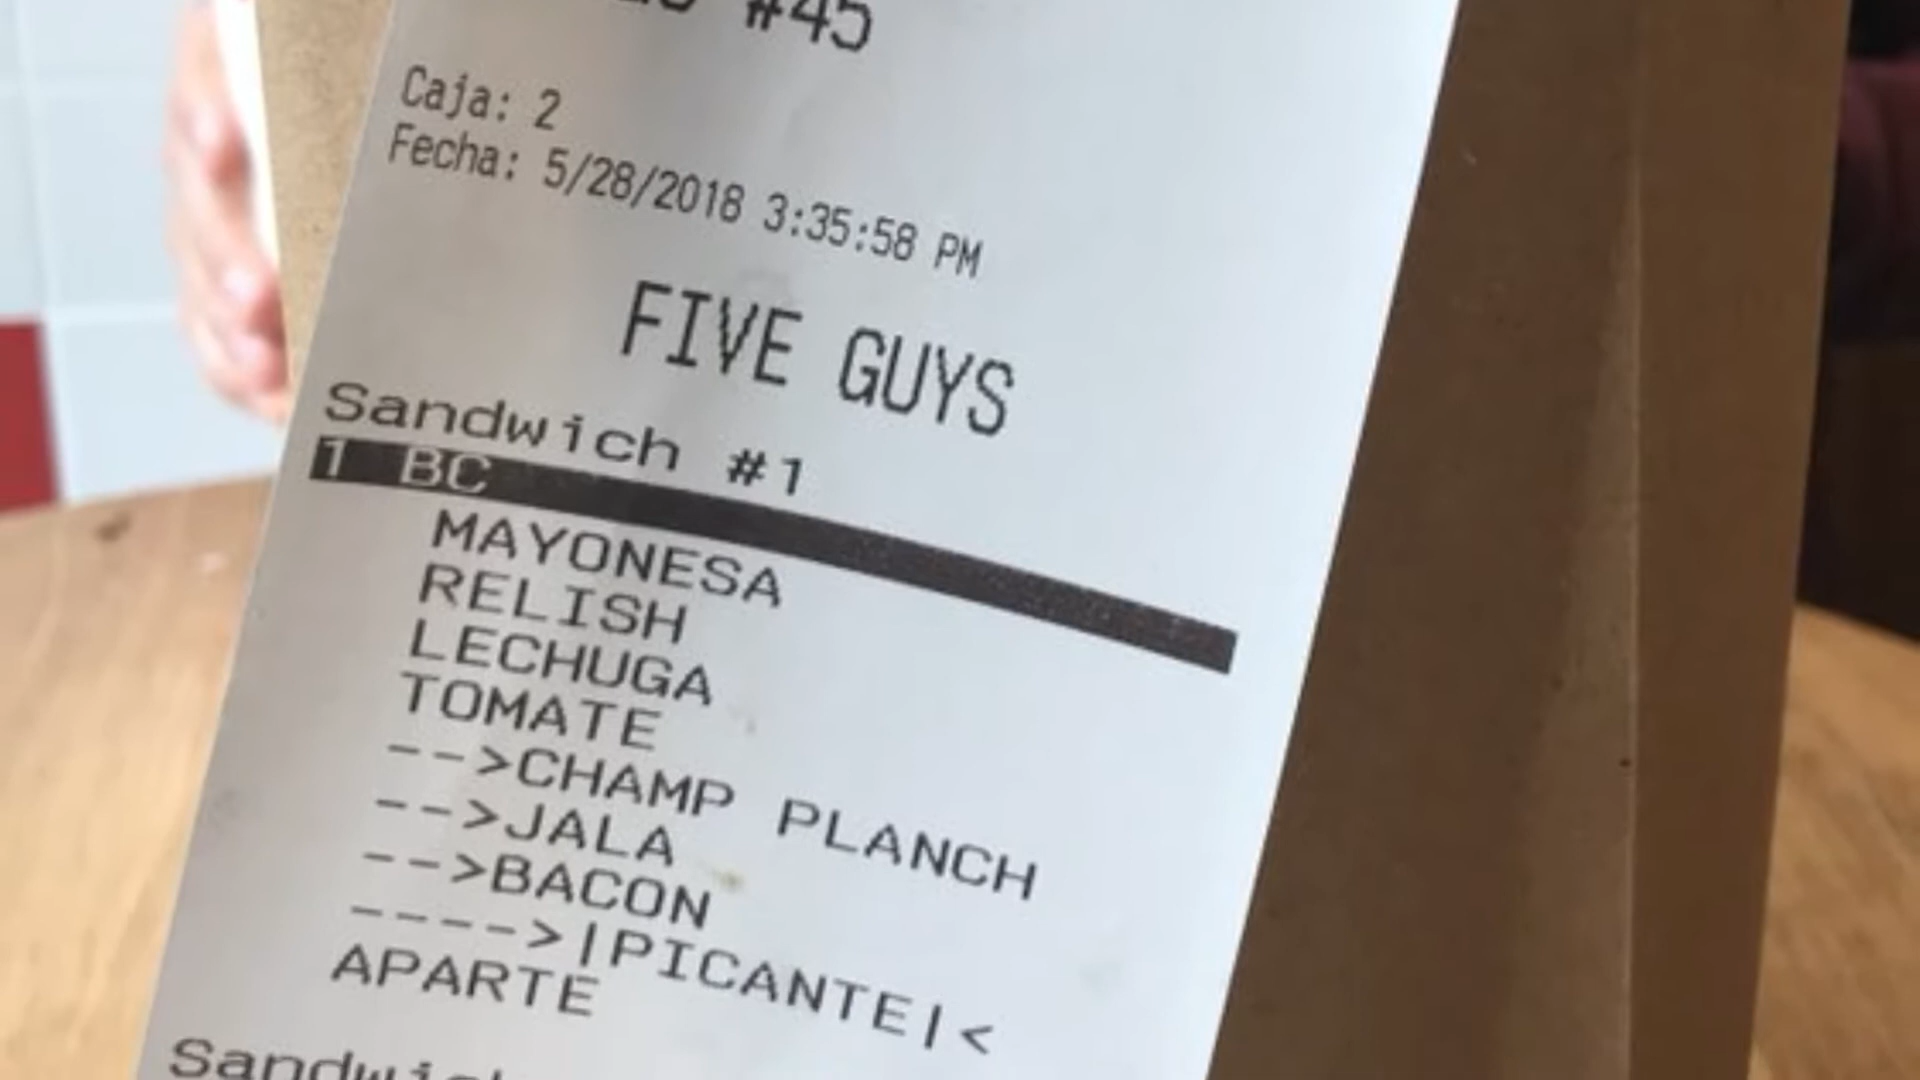 #45
Caja: 2
Fecha: 5/28/2018 3:35:58 PM
FIVE GUYS
Sandwich #1
1 BC
MAYONESA
RELISH
LECHUGA
TOMATE
-->CHAMP PLANCH
-->JALA
-->BACON
---->|PICANTE|<
APARTE
Sandwich